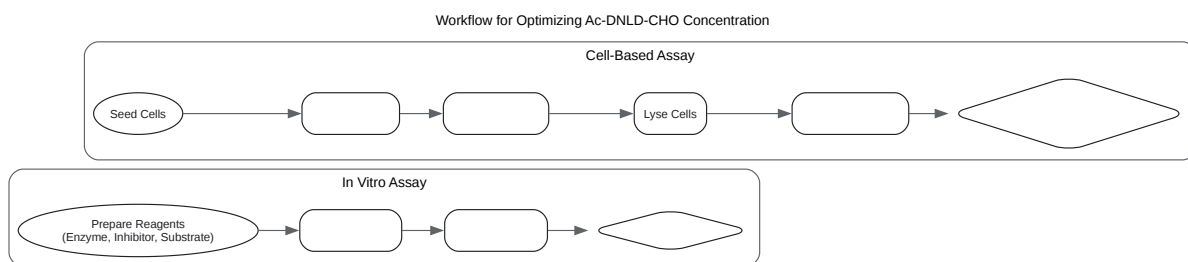 Workflow for Optimizing Ac-DNLD-CHO Concentration
Cell-Based Assay
Seed Cells
Lyse Cells
In Vitro Assay
Prepare Reagents
(Enzyme, Inhibitor, Substrate)